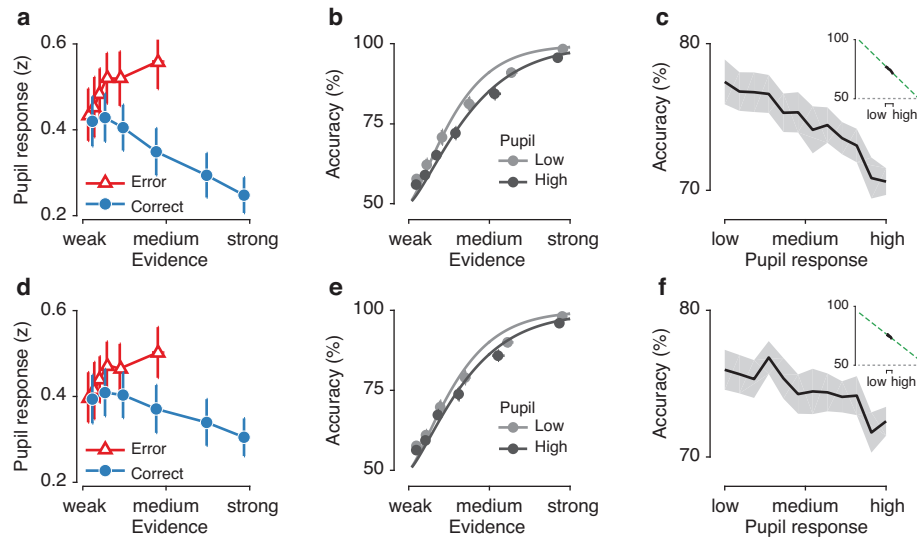 a
Pupil response (z)
0.6
0.4
0.2
Error
Correct
weak
medium
strong
Evidence
b
Accuracy (%)
100
75
50
Pupil
Low
High
weak
medium
strong
Evidence
c
Accuracy (%)
80
70
100
50
low high
low
medium
high
Pupil response
d
Pupil response (z)
0.6
0.4
0.2
Error
Correct
weak
medium
strong
Evidence
e
Accuracy (%)
100
75
50
Pupil
Low
High
weak
medium
strong
Evidence
f
Accuracy (%)
80
70
100
50
low high
low
medium
high
Pupil response